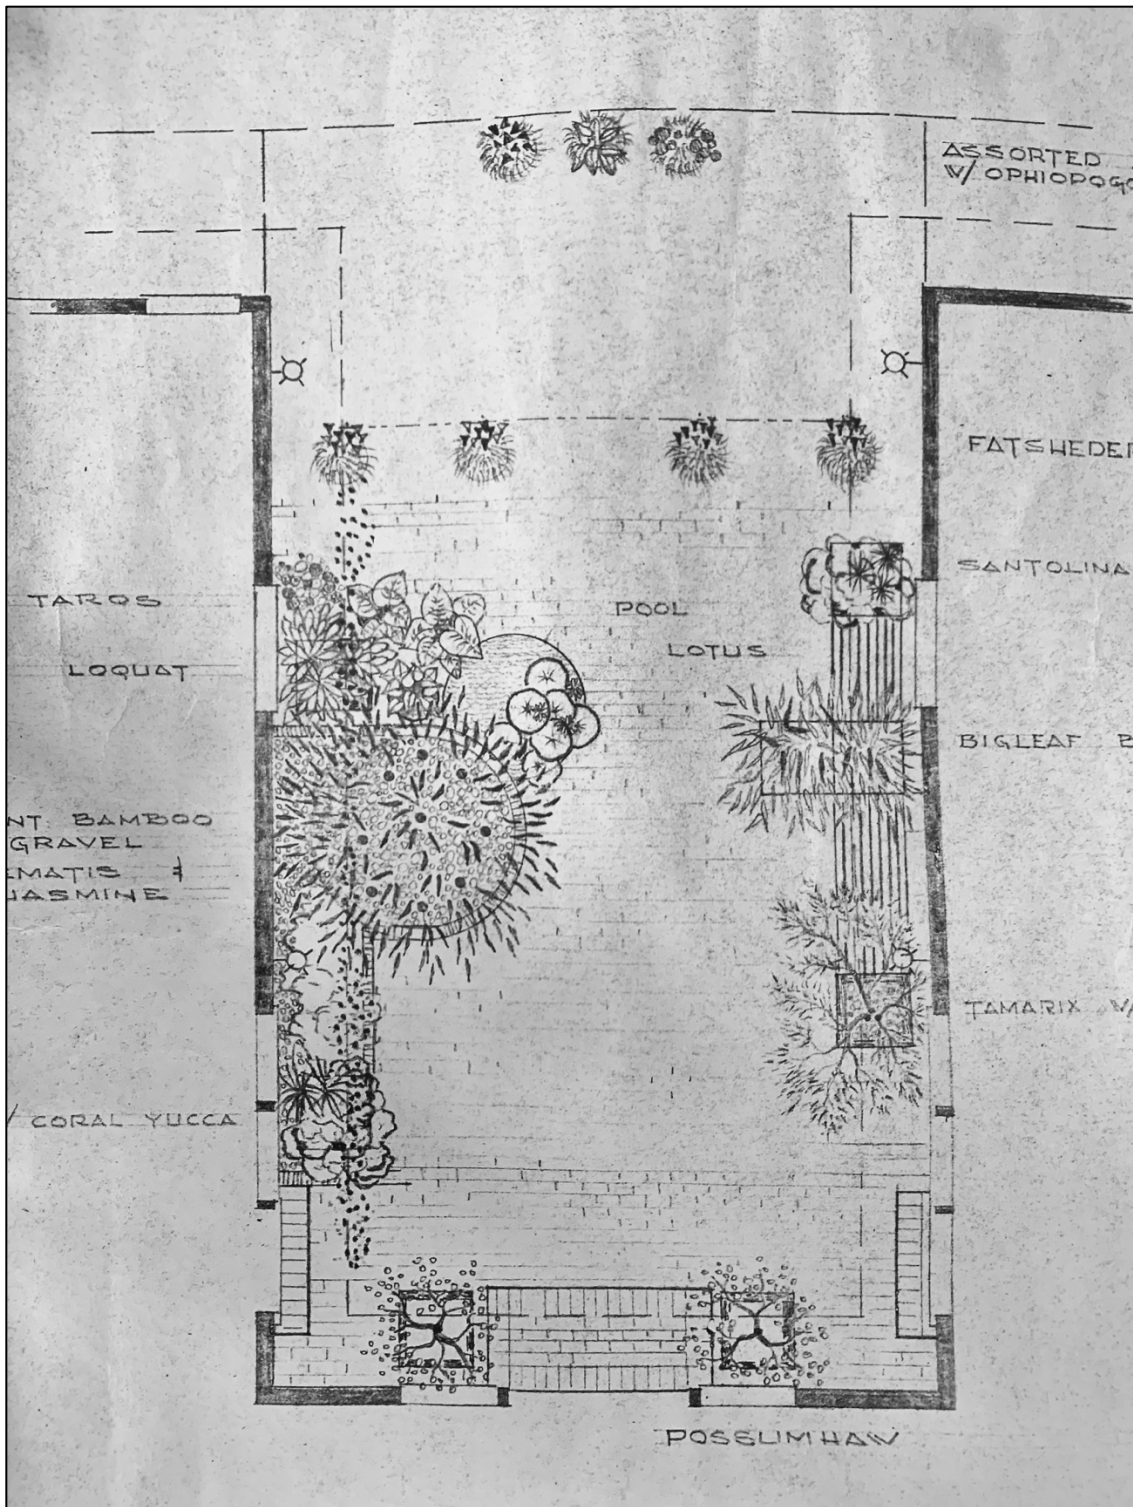 ASSORTED
W/ OPHIOPOGO
FATSHEDER
SANTOLINA
TAROS
POOL
LOTUS
LOQUAT
BIGLEAF B
NT BAMBOO
GRAVEL
EMATIS &
JASMINE
TAMARIX W/
/ CORAL YUCCA
POSSUMHAW